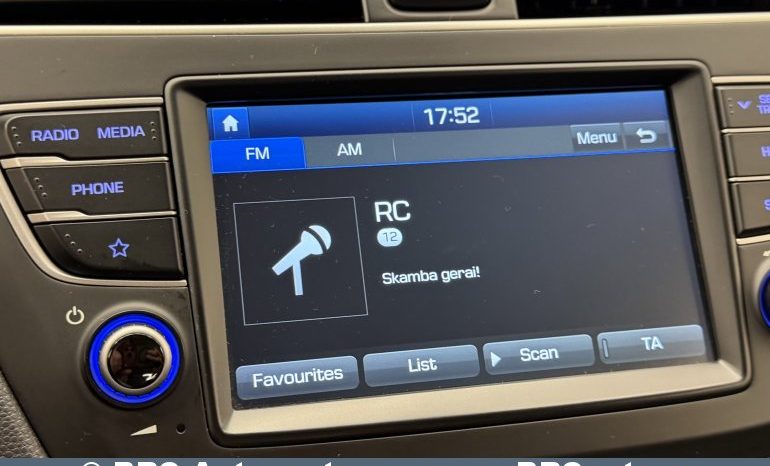 17:52
RADIO MEDIA
FM AM Menu
PHONE
RC
12
Skamba gerai!
Favourites List Scan TA